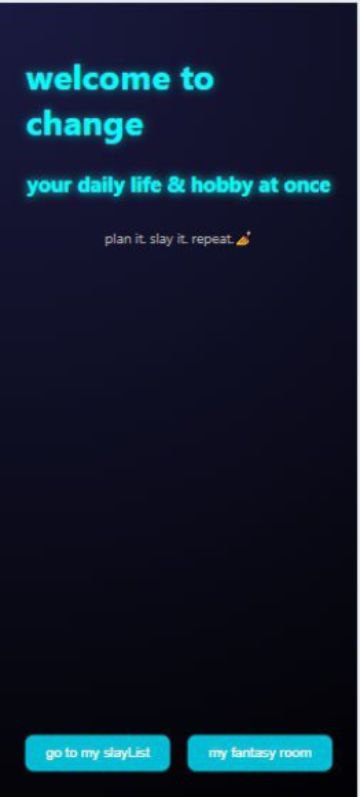 welcome to
change
your daily life & hobby at once
plan it. slay it. repeat.💅
go to my slayList
my fantasy room